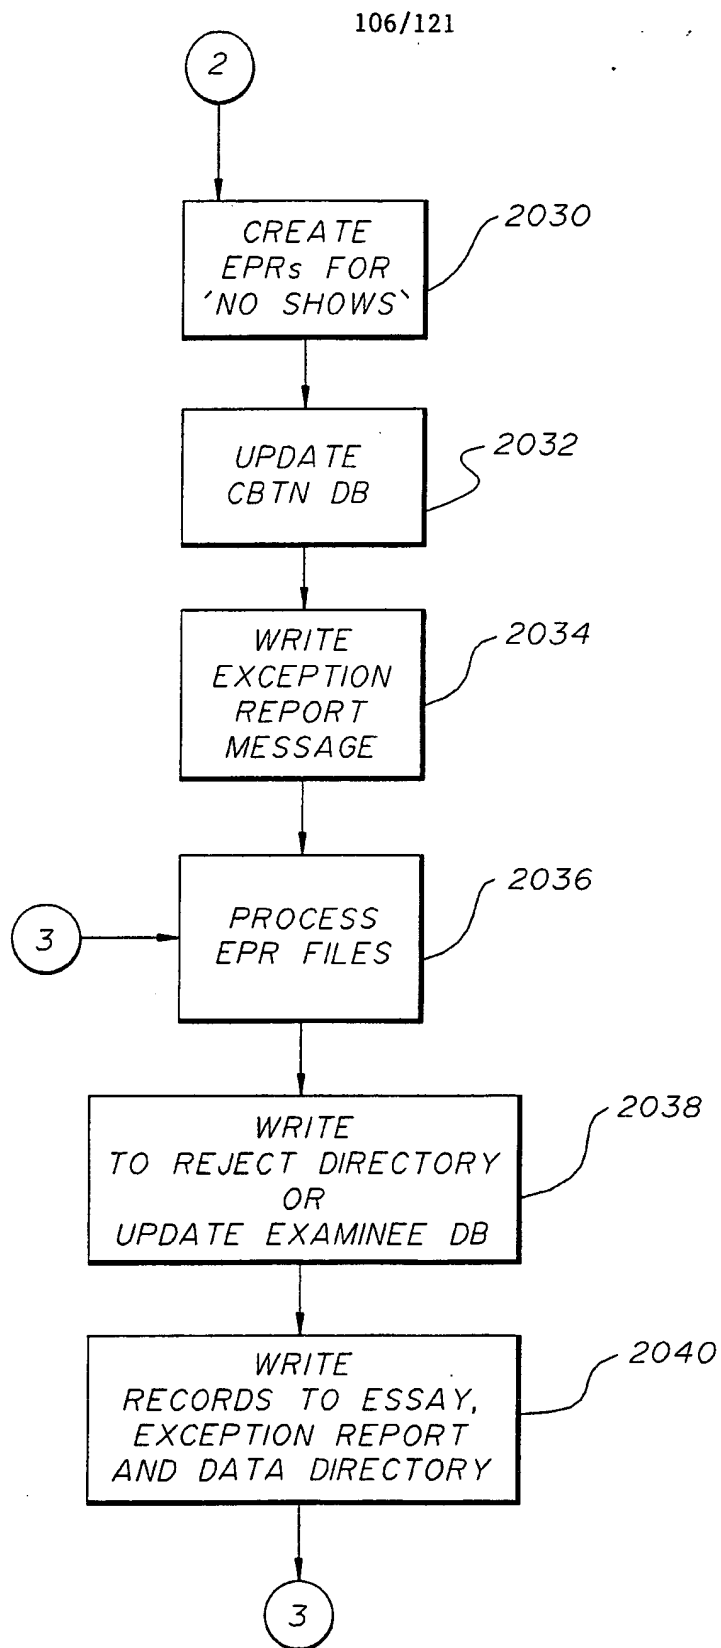 106/121
2
CREATE
EPRs FOR
'NO SHOWS`
2030
UPDATE
CBTN DB
2032
WRITE
EXCEPTION
REPORT
MESSAGE
2034
3
PROCESS
EPR FILES
2036
WRITE
TO REJECT DIRECTORY
OR
UPDATE EXAMINEE DB
2038
WRITE
RECORDS TO ESSAY,
EXCEPTION REPORT
AND DATA DIRECTORY
2040
3